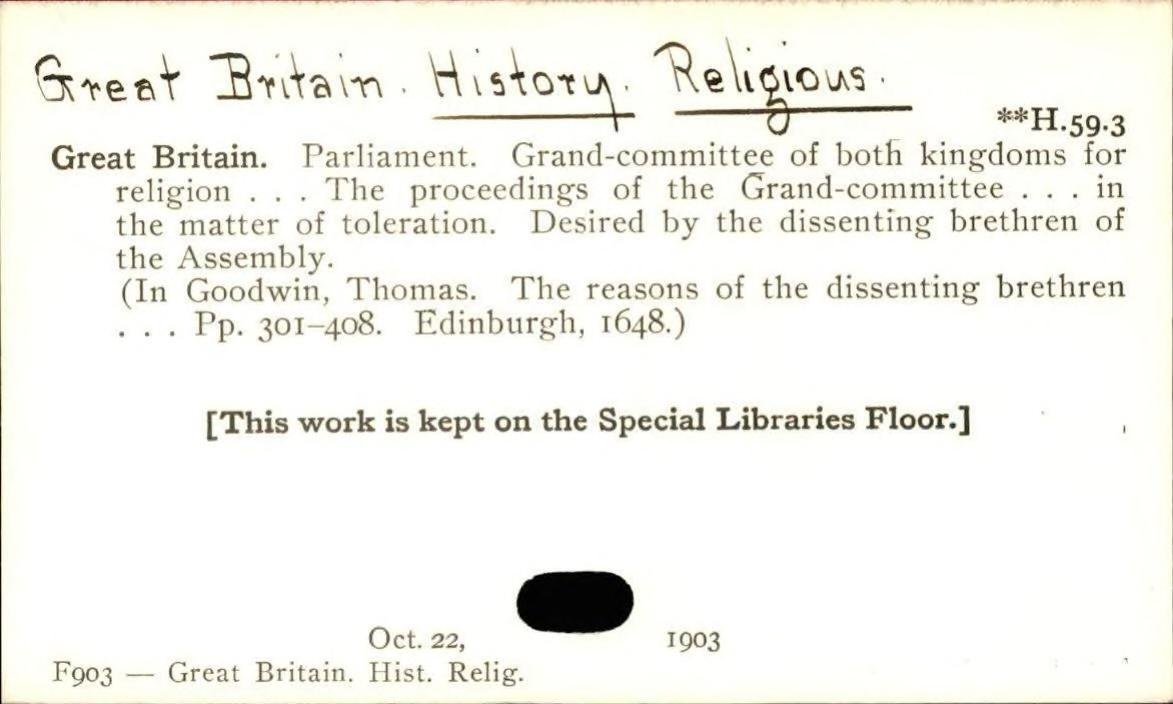 Great Britain. History. Religious.
**H.59.3
Great Britain. Parliament. Grand-committee of both kingdoms for
religion . . . The proceedings of the Grand-committee . . . in
the matter of toleration. Desired by the dissenting brethren of
the Assembly.
(In Goodwin, Thomas. The reasons of the dissenting brethren
. . . Pp. 301–408. Edinburgh, 1648.)
[This work is kept on the Special Libraries Floor.]
Oct. 22, 1903
F903 — Great Britain. Hist. Relig.